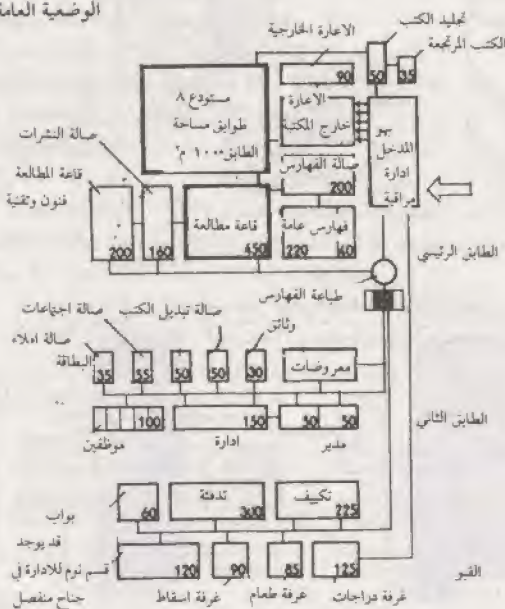 الوضعية العامة
تجليد الكتب
الاعارة الخارجية
الكتب المرتجعة
90
50
35
مستودع ٨
طوابق مساحة
الطابق ١٠٠٠ م٢
الاعارة
خارج المكتبة
بهو
المدخل
ادارة
مراقبة
صالة الفهارس
200
صالة النشرات
قاعة المطالعة
فنون وتقنية
200
160
قاعة مطالعة
450
فهارس عامة
220
60
الطابق الرئيسي
طباعة الفهارس
صالة تبديل الكتب
صالة اجتماعات
وثائق
صالة املاء
البطاقة
35
55
50
50
30
معروضات
100
150
50
50
الطابق الثاني
موظفين
ادارة
مدير
بواب
60
تدفئة
300
تكييف
225
قد يوجد
قسم نوم للادارة في
جناح منفصل
120
90
85
125
القبو
غرفة اسقاط
غرفة طعام
غرفة دراجات